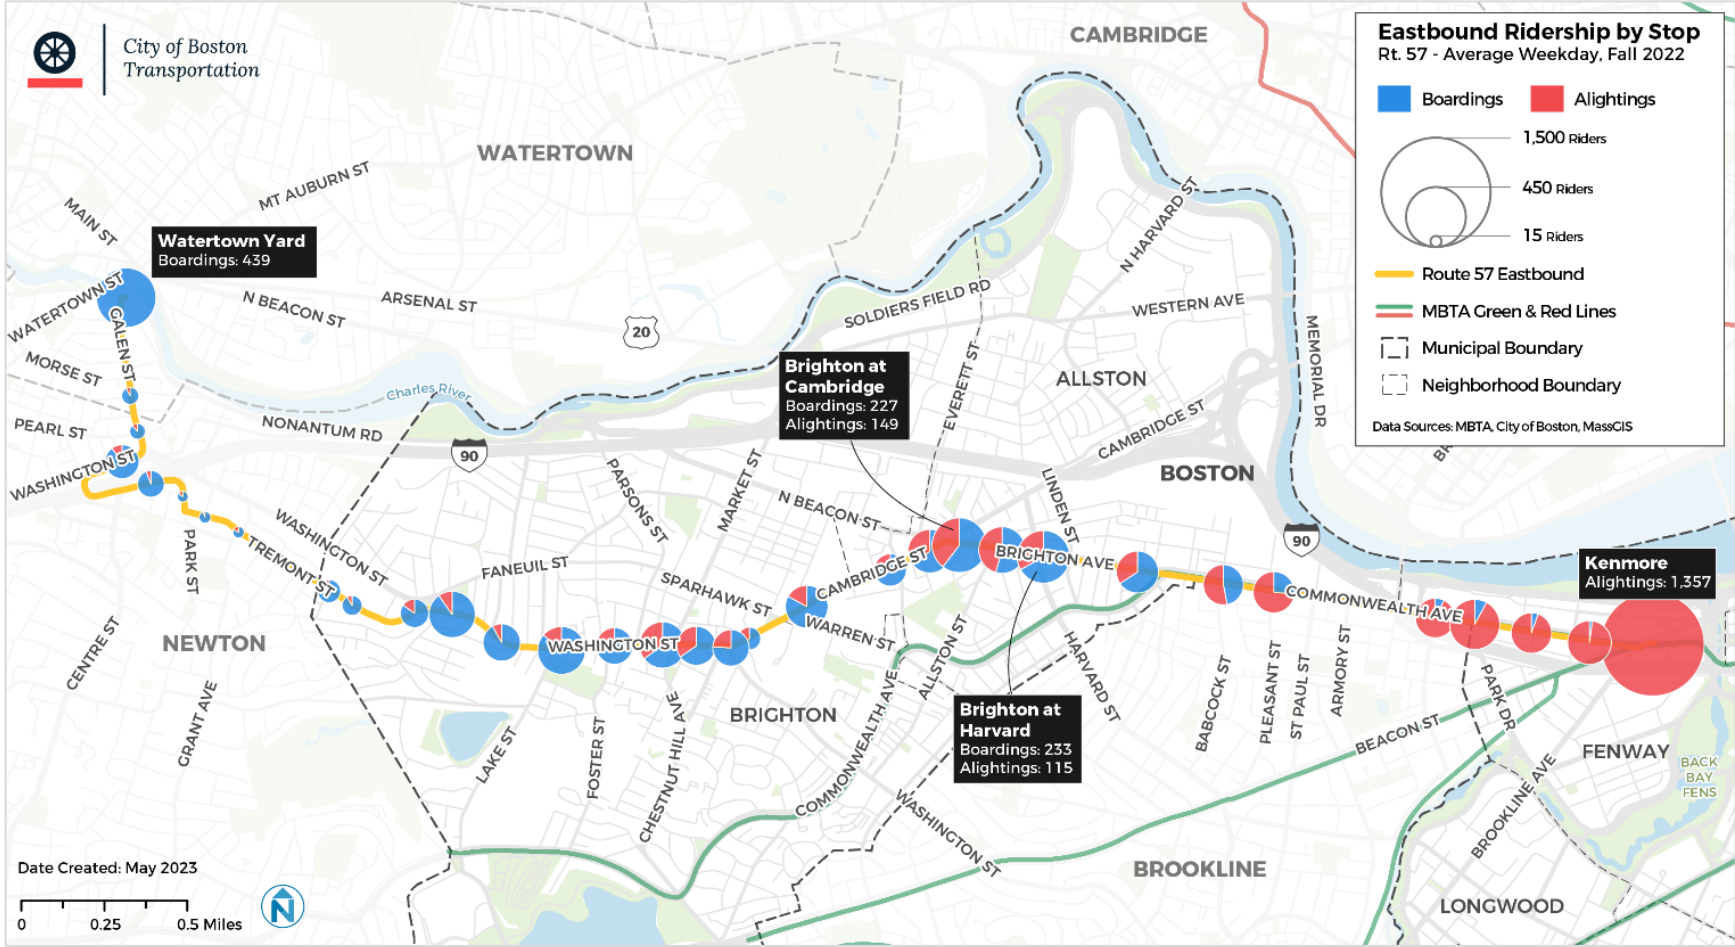 City of Boston
Transportation
CAMBRIDGE
Eastbound Ridership by Stop
Rt. 57 - Average Weekday, Fall 2022
Boardings
Alightings
1,500 Riders
450 Riders
15 Riders
Route 57 Eastbound
MBTA Green & Red Lines
Municipal Boundary
Neighborhood Boundary
Data Sources: MBTA, City of Boston, MassGIS
WATERTOWN
MT AUBURN ST
MAIN ST
Watertown Yard
Boardings: 439
WATERTOWN ST
GALEN ST
N BEACON ST
ARSENAL ST
20
SOLDIERS FIELD RD
N HARVARD ST
WESTERN AVE
MEMORIAL DR
MORSE ST
Charles River
PEARL ST
NONANTUM RD
90
WASHINGTON ST
Brighton at
Cambridge
Boardings: 227
Alightings: 149
EVERETT ST
ALLSTON
CAMBRIDGE ST
BOSTON
LINDEN ST
90
PARSONS ST
MARKET ST
N BEACON ST
WASHINGTON ST
PARK ST
TREMONT ST
FANEUIL ST
SPARHAWK ST
CAMBRIDGE ST
BRIGHTON AVE
Kenmore
Alightings: 1,357
COMMONWEALTH AVE
WARREN ST
WASHINGTON ST
CENTRE ST
NEWTON
GRANT AVE
BRIGHTON
LAKE ST
FOSTER ST
CHESTNUT HILL AVE
COMMONWEALTH AVE
ALLSTON ST
HARVARD ST
Brighton at
Harvard
Boardings: 233
Alightings: 115
BABCOCK ST
PLEASANT ST
ST PAUL ST
ARMORY ST
BEACON ST
PARK DR
FENWAY
BACK
BAY
FENS
BROOKLINE AVE
WASHINGTON ST
BROOKLINE
LONGWOOD
Date Created: May 2023
0 0.25 0.5 Miles
N